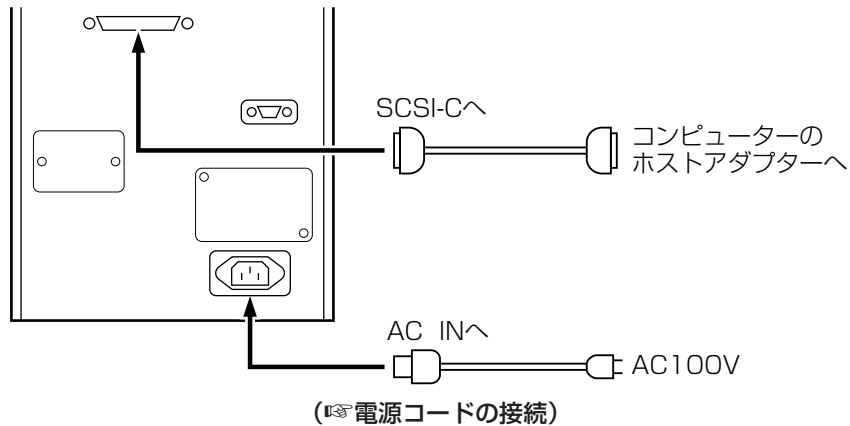 SCSI-Cへ
コンピューターの
ホストアダプターへ
AC INへ
AC100V
(☞電源コードの接続)